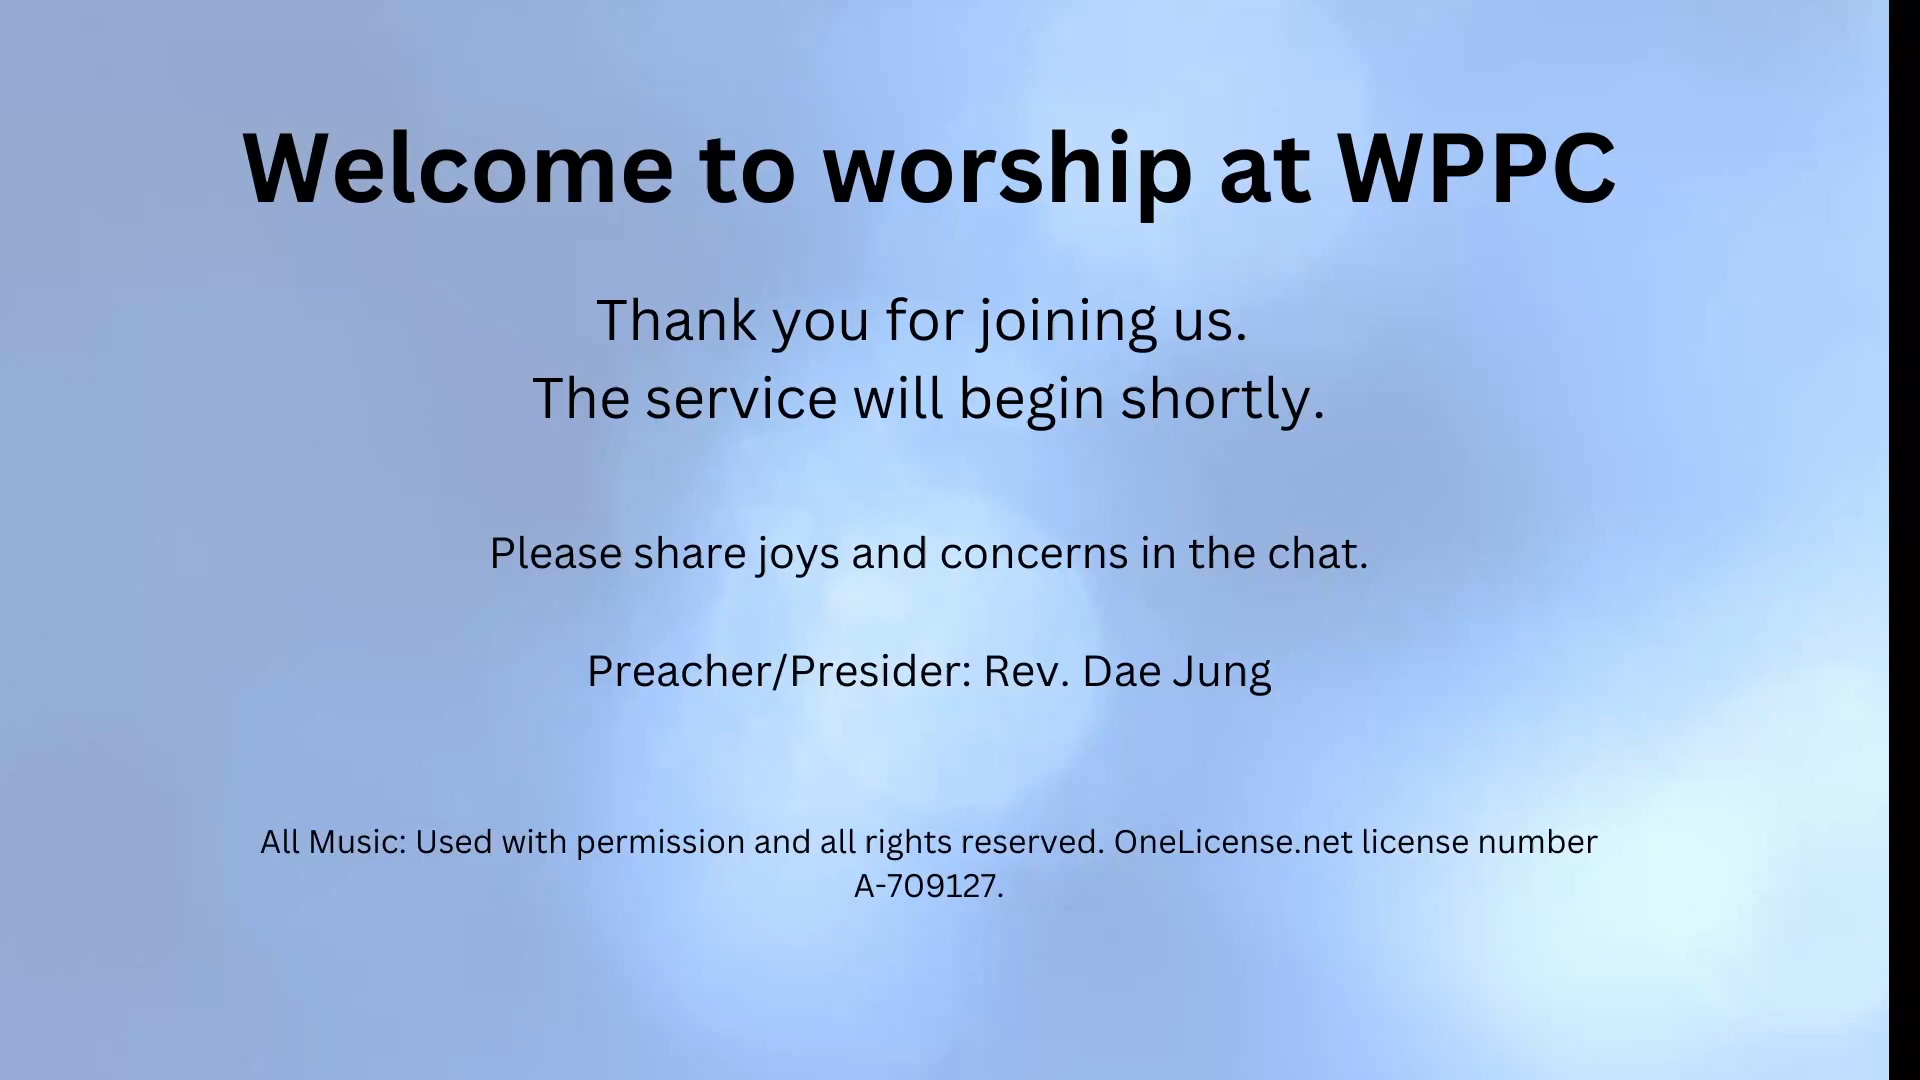 Welcome to worship at WPPC
Thank you for joining us.
The service will begin shortly.
Please share joys and concerns in the chat.
Preacher/Presider: Rev. Dae Jung
All Music: Used with permission and all rights reserved. OneLicense.net license number
A-709127.